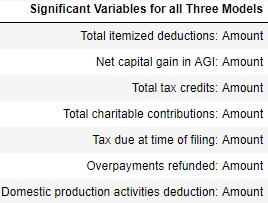 Significant Variables for all Three Models
Total itemized deductions: Amount
Net capital gain in AGI: Amount
Total tax credits: Amount
Total charitable contributions: Amount
Tax due at time of filing: Amount
Overpayments refunded: Amount
Domestic production activities deduction: Amount